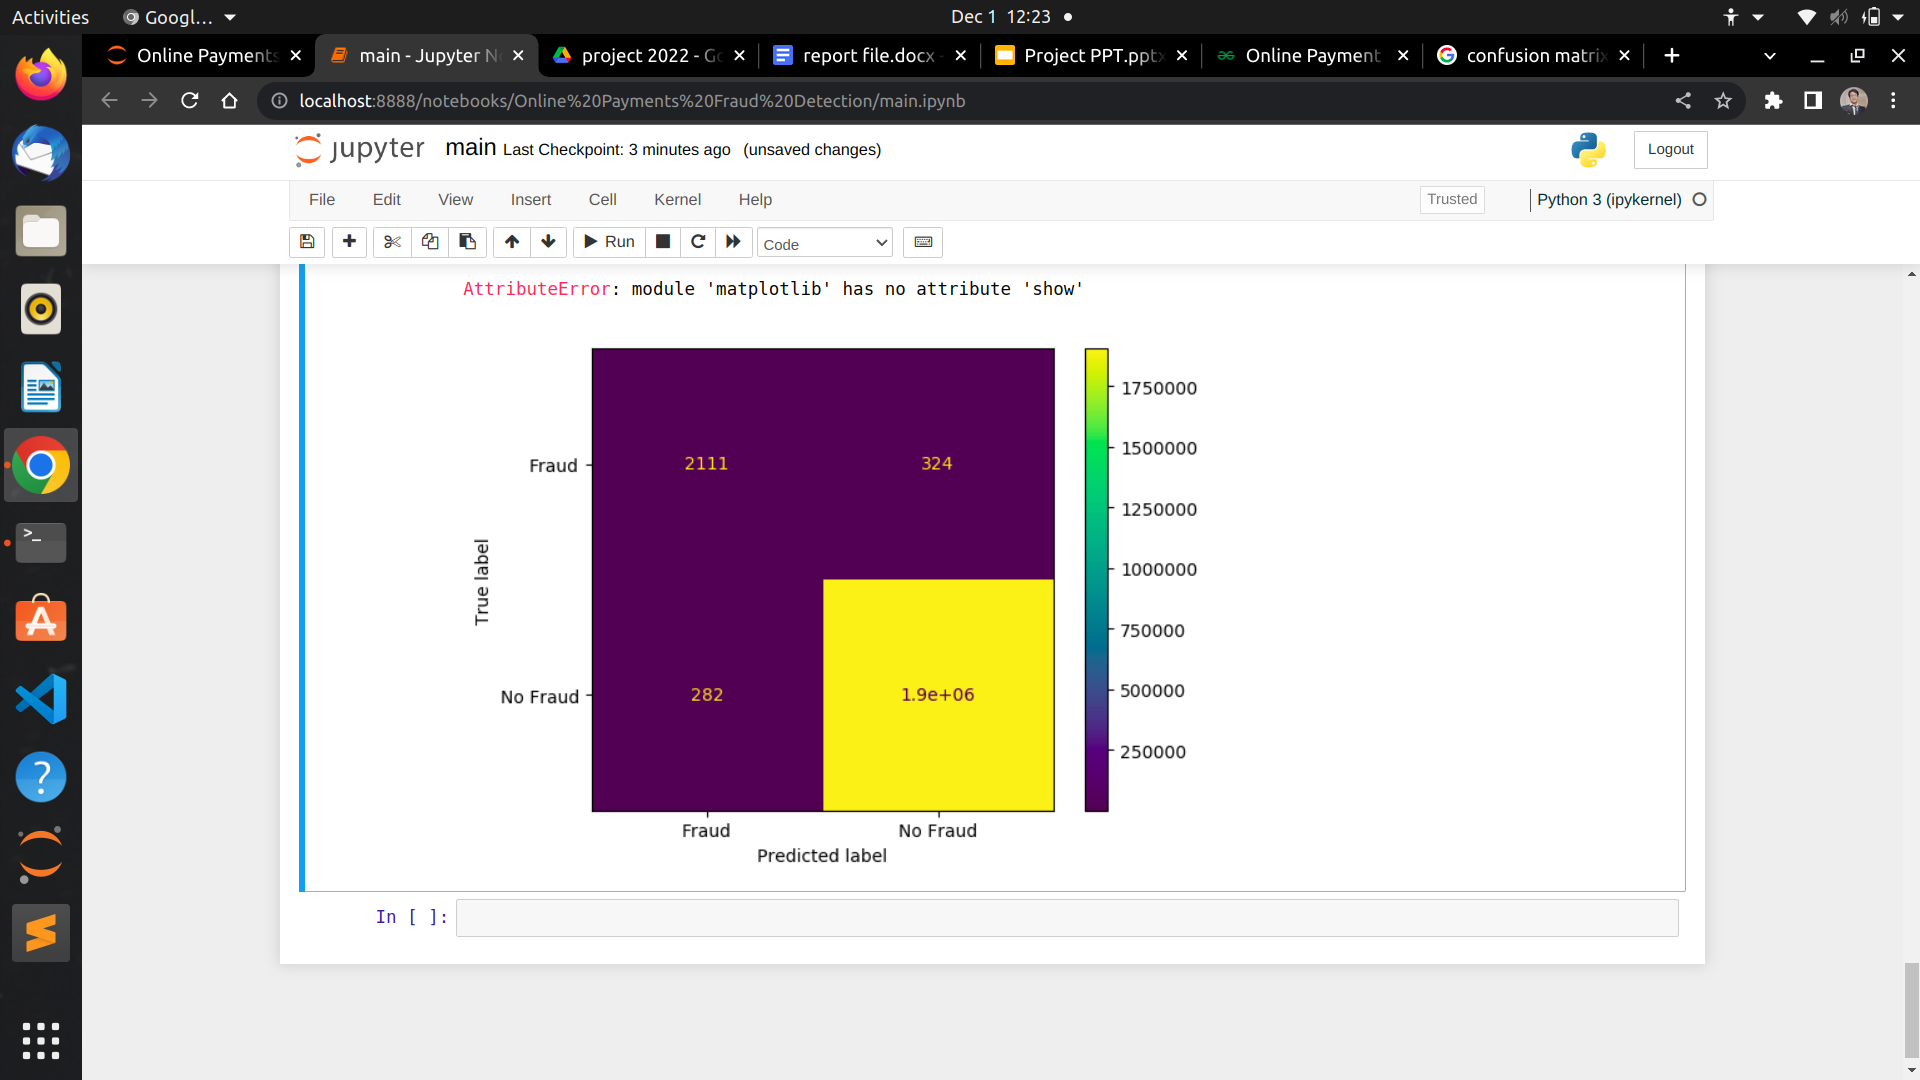 Activities Googl... Dec 1 12:23
Online Payments main - Jupyter N project 2022 - Go report file.docx - Project PPT.pptx Online Payment confusion matrix
localhost:8888/notebooks/Online%20Payments%20Fraud%20Detection/main.ipynb
jupyter main Last Checkpoint: 3 minutes ago (unsaved changes) Logout
File Edit View Insert Cell Kernel Help Trusted Python 3 (ipykernel)
Run Code
AttributeError: module 'matplotlib' has no attribute 'show'
1750000
1500000
Fraud 2111 324
1250000
1000000
True label
750000
500000
No Fraud 282 1.9e+06
250000
Fraud No Fraud
Predicted label
In [ ]: